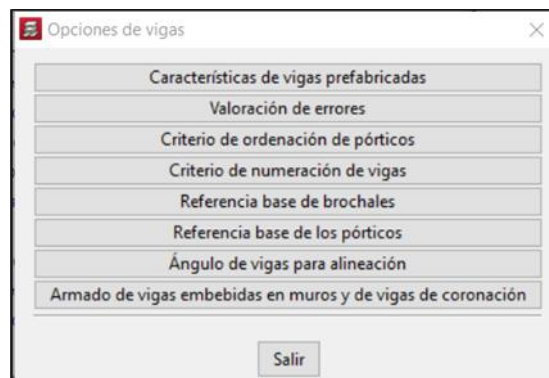 Opciones de vigas
Características de vigas prefabricadas
Valoración de errores
Criterio de ordenación de pórticos
Criterio de numeración de vigas
Referencia base de brochales
Referencia base de los pórticos
Ángulo de vigas para alineación
Armado de vigas embebidas en muros y de vigas de coronación
Salir